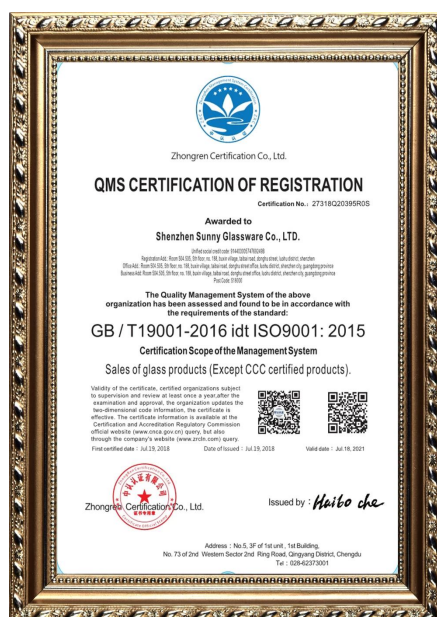 Zhongren Certification Co., Ltd.
QMS CERTIFICATION OF REGISTRATION
Certification No.: 27318Q20395R0S
Awarded to
Shenzhen Sunny Glassware Co., LTD.
The Quality Management System of the above
organization has been assessed and found to be in accordance with
the requirements of the standard:
GB / T19001-2016 idt ISO9001: 2015
Certification Scope of the Management System
Sales of glass products (Except CCC certified products).
Validity of the certificate, certified organizations subject
to supervision and review at least once a year,after the
examination and approval, the organization updates the
two-dimensional code information, the certificate is
effective. The certificate information is available at the
Certification and Accreditation Regulatory Commission
official website (www.cnca.gov.cn) query, but also
through the company's website (www.zrcln.com) query.
First certified date : Jul.19, 2018
Date of Issued : Jul.19, 2018
Valid date : Jul.18, 2021
Zhongren Certification Co., Ltd.
Issued by : Haibo che
Address : No.5, 3F of 1st unit , 1st Building,
No. 73 of 2nd Western Sector 2nd Ring Road, Qingyang District, Chengdu
Tel : 028-62373001